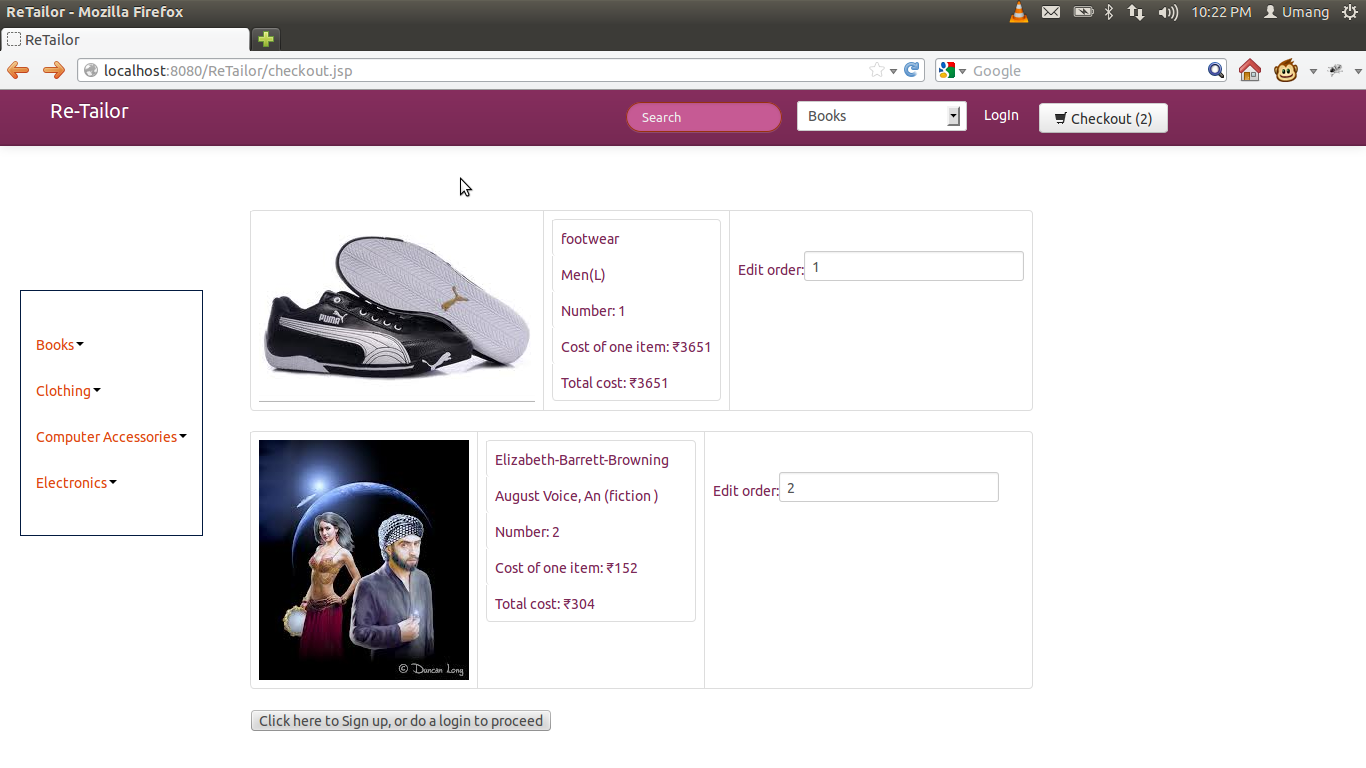 ReTailor - Mozilla Firefox
10:22 PM Umang
ReTailor
localhost:8080/ReTailor/checkout.jsp
Google
Re-Tailor
Search
Books
LogIn
Checkout (2)
Books
Clothing
Computer Accessories
Electronics
PUMA
footwear
Men(L)
Number: 1
Cost of one item: ₹3651
Total cost: ₹3651
Edit order: 1
© Duncan Long
Elizabeth-Barrett-Browning
August Voice, An (fiction )
Number: 2
Cost of one item: ₹152
Total cost: ₹304
Edit order: 2
Click here to Sign up, or do a login to proceed